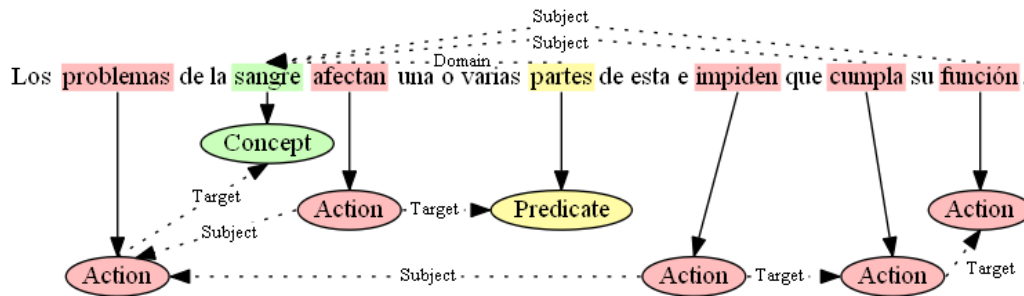 Subject
Subject
Domain
Los problemas de la sangre afectan una o varias partes de esta e impiden que cumpla su función.
Concept
Target
Action Target Predicate Action
Subject
Action Subject Action Target Action Target